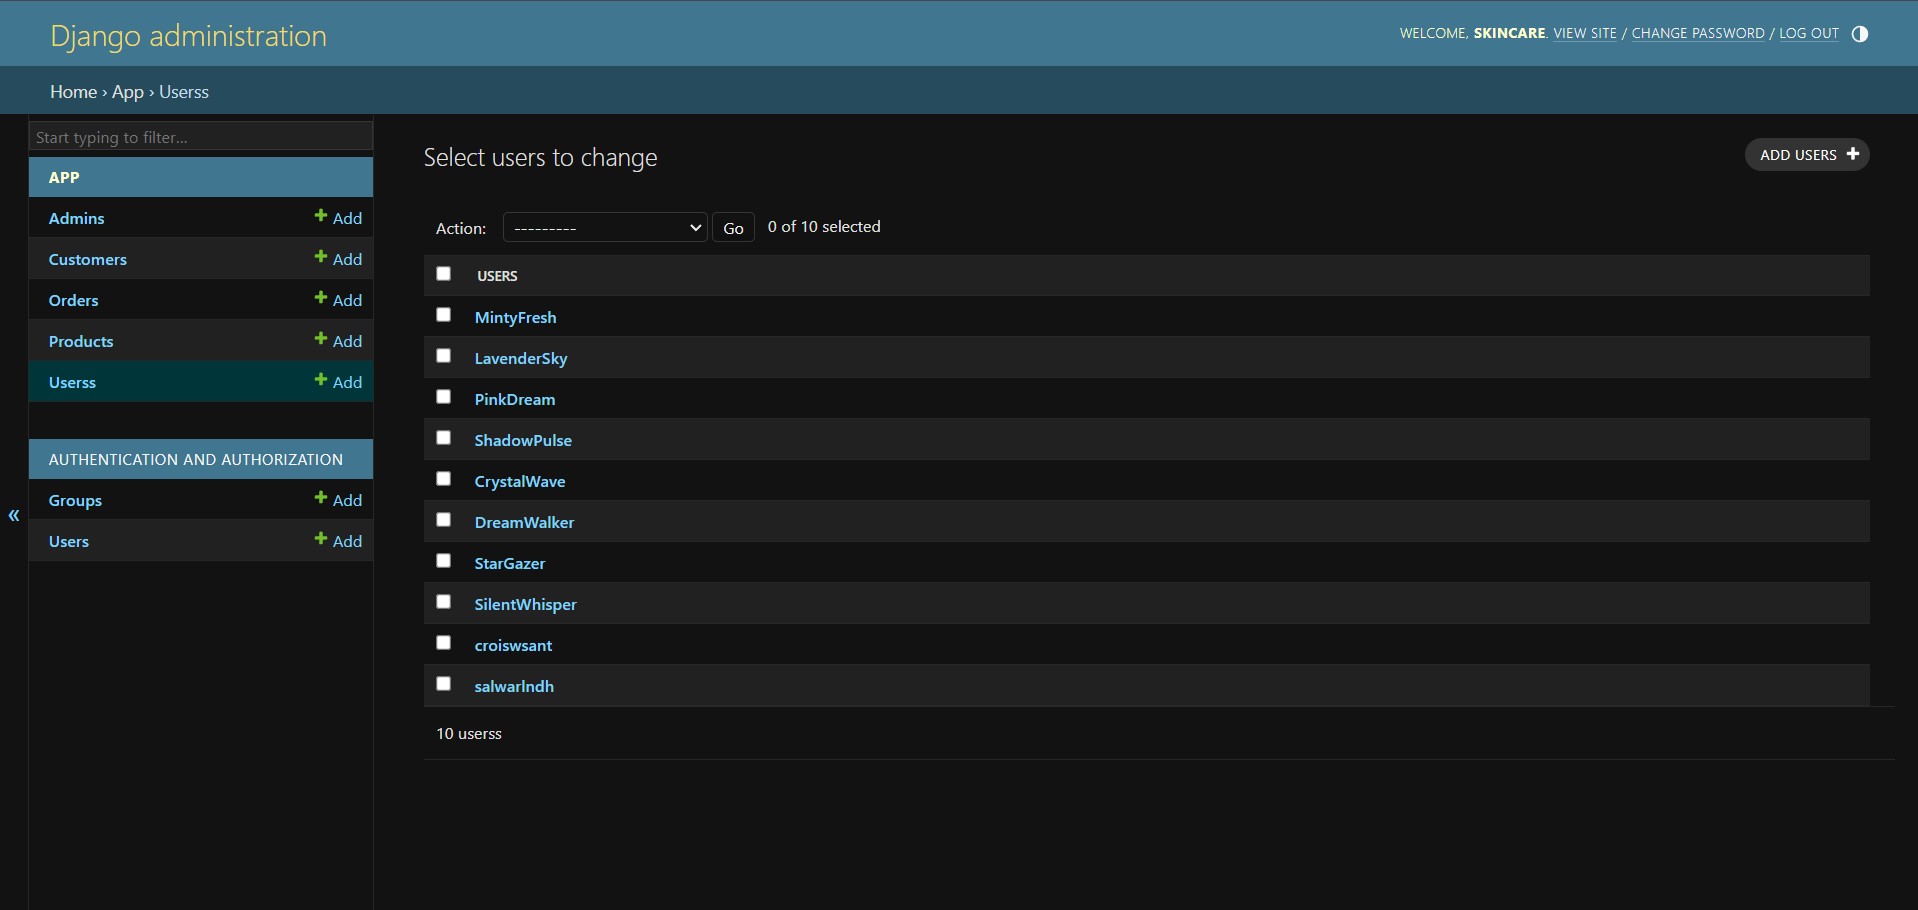 Django administration
WELCOME, SKINCARE. VIEW SITE / CHANGE PASSWORD / LOG OUT
Home › App › Userss
Start typing to filter...
APP
Admins + Add
Customers + Add
Orders + Add
Products + Add
Userss + Add
AUTHENTICATION AND AUTHORIZATION
Groups + Add
Users + Add
«
Select users to change
ADD USERS +
Action: --------- Go 0 of 10 selected
USERS
MintyFresh
LavenderSky
PinkDream
ShadowPulse
CrystalWave
DreamWalker
StarGazer
SilentWhisper
croiswsant
salwarlndh
10 userss